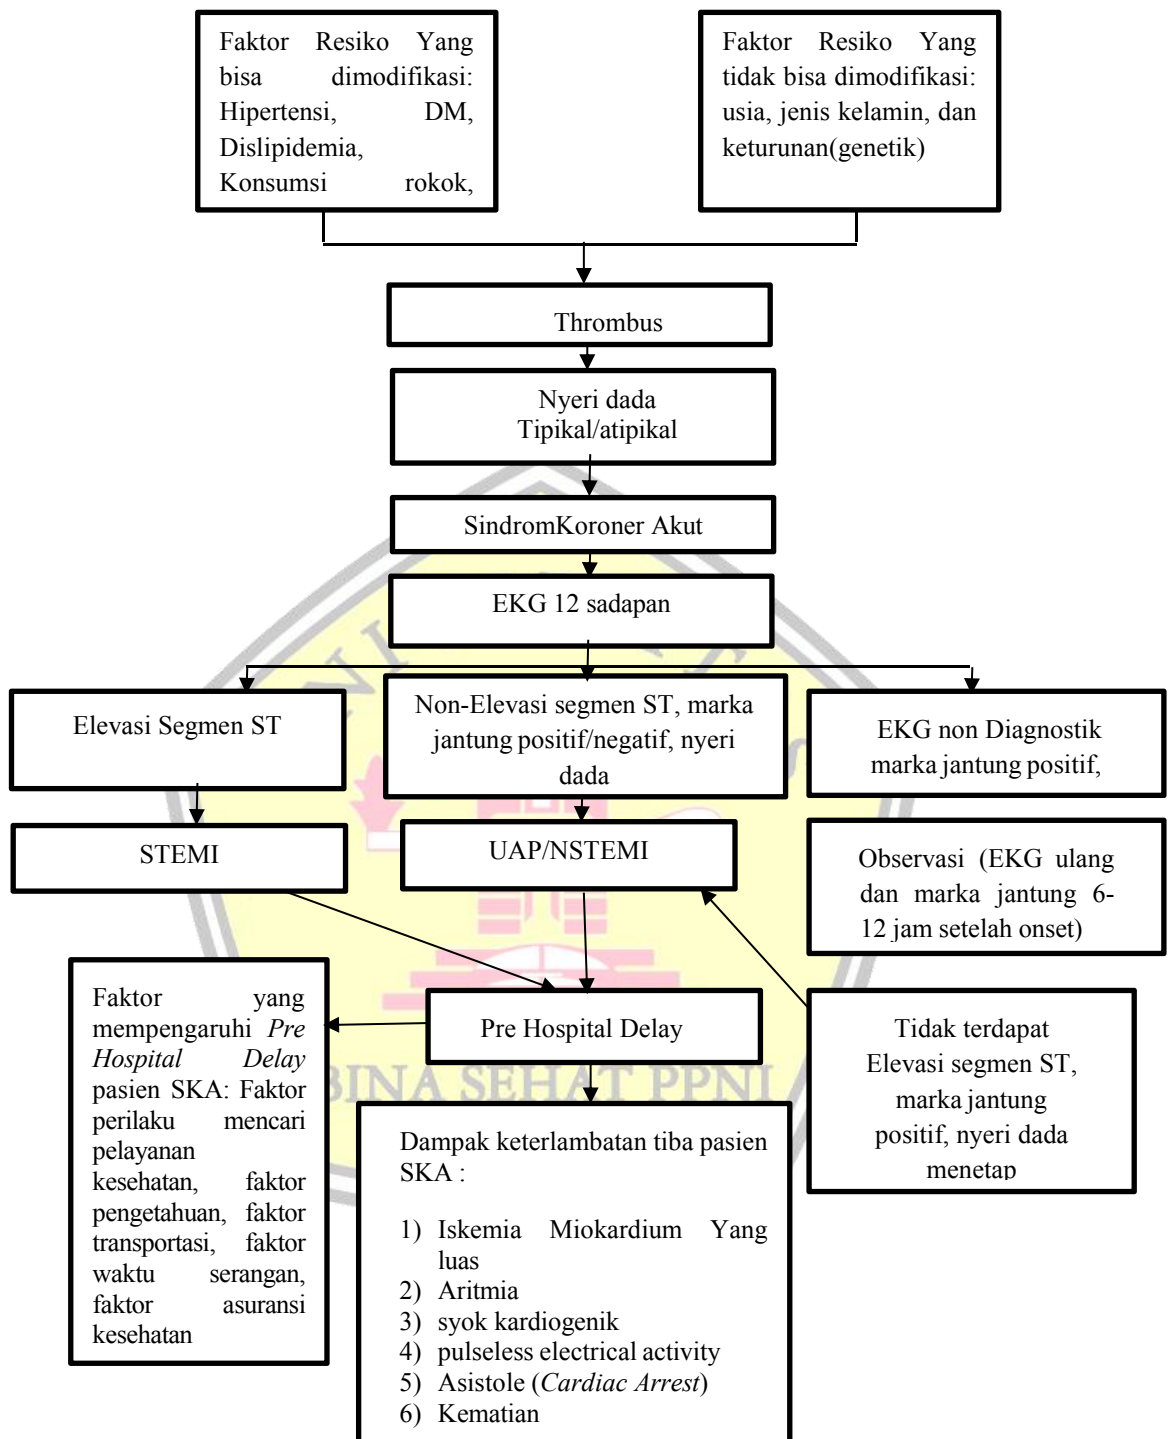 Faktor Resiko Yang
bisa dimodifikasi:
Hipertensi, DM,
Dislipidemia,
Konsumsi rokok,
Faktor Resiko Yang
tidak bisa dimodifikasi:
usia, jenis kelamin, dan
keturunan(genetik)
Thrombus
Nyeri dada
Tipikal/atipikal
SindromKoroner Akut
EKG 12 sadapan
Elevasi Segmen ST
Non-Elevasi segmen ST, marka
jantung positif/negatif, nyeri
dada
EKG non Diagnostik
marka jantung positif,
STEMI
UAP/NSTEMI
Observasi (EKG ulang
dan marka jantung 6-
12 jam setelah onset)
Faktor yang
mempengaruhi Pre
Hospital Delay
pasien SKA: Faktor
perilaku mencari
pelayanan
kesehatan, faktor
pengetahuan, faktor
transportasi, faktor
waktu serangan,
faktor asuransi
kesehatan
Pre Hospital Delay
Tidak terdapat
Elevasi segmen ST,
marka jantung
positif, nyeri dada
menetap
BINA SEHAT PPNI
Dampak keterlambatan tiba pasien
SKA :
1) Iskemia Miokardium Yang
luas
2) Aritmia
3) syok kardiogenik
4) pulseless electrical activity
5) Asistole (Cardiac Arrest)
6) Kematian